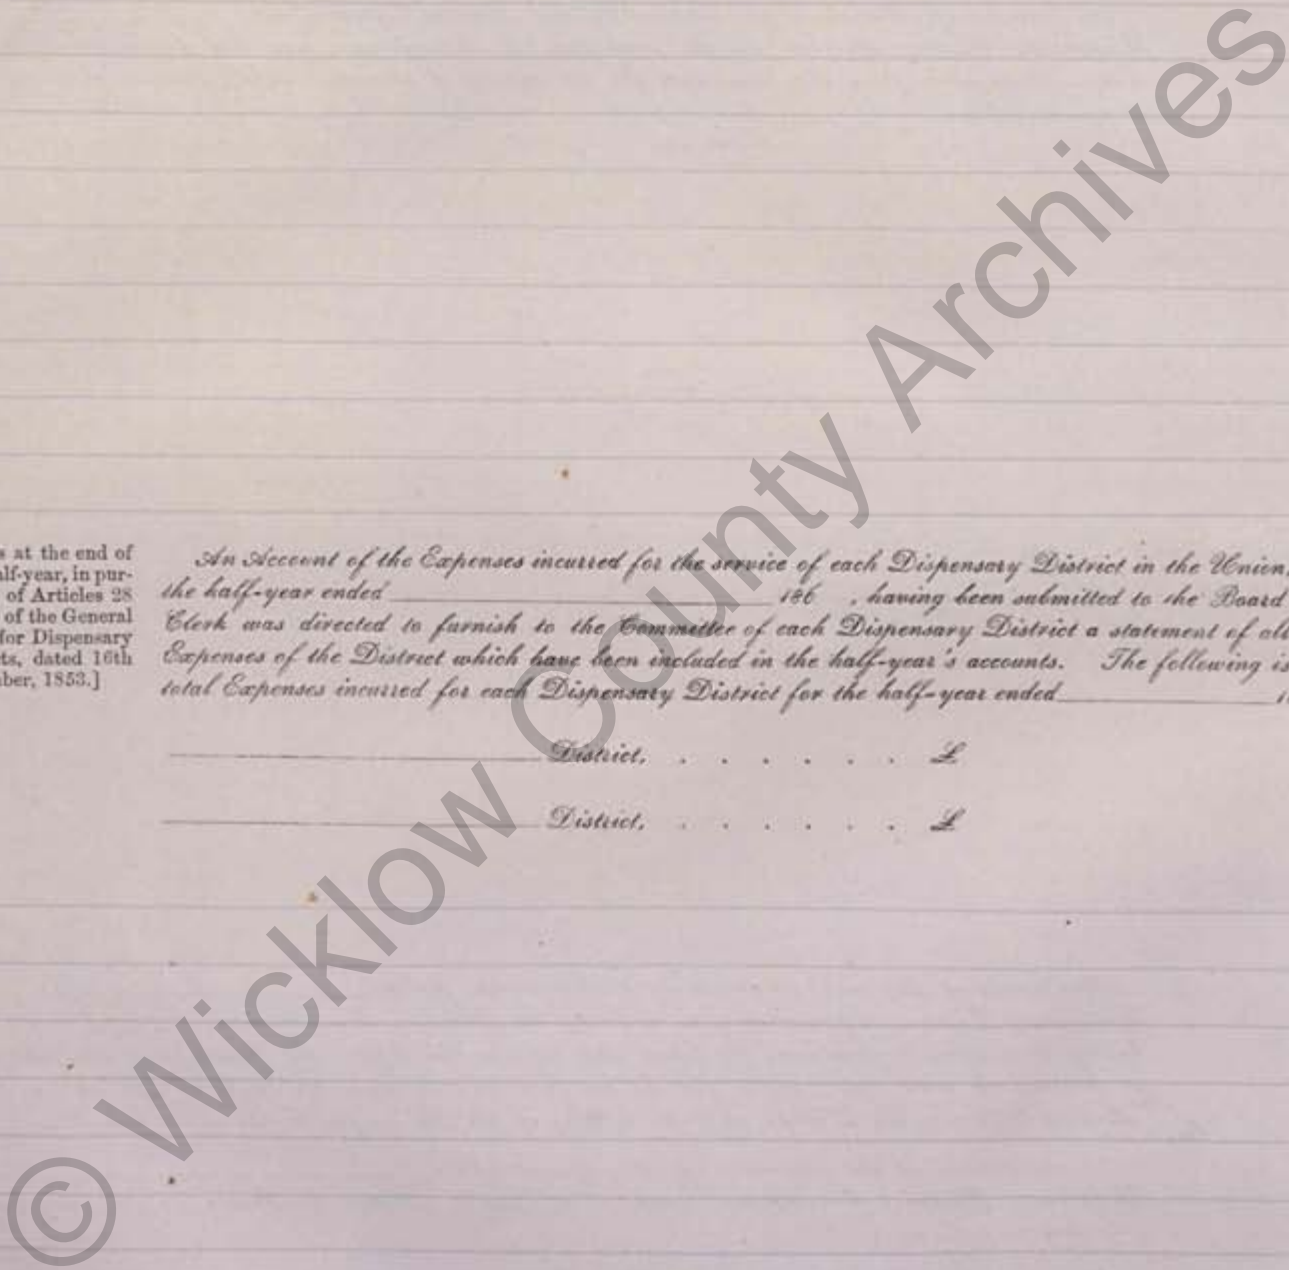 s at the end of
alf-year, in pur-
of Articles 28
of the General
for Dispensary
ts, dated 16th
ber, 1853.]
An Account of the Expenses incurred for the service of each Dispensary District in the Union,
the half-year ended ____ 186 , having been submitted to the Board
Clerk was directed to furnish to the Committee of each Dispensary District a statement of all
Expenses of the District which have been included in the half-year's accounts. The following is
total Expenses incurred for each Dispensary District for the half-year ended ____ 1
____ District, . . . . . . £
____ District, . . . . . . £
© Wicklow County Archives